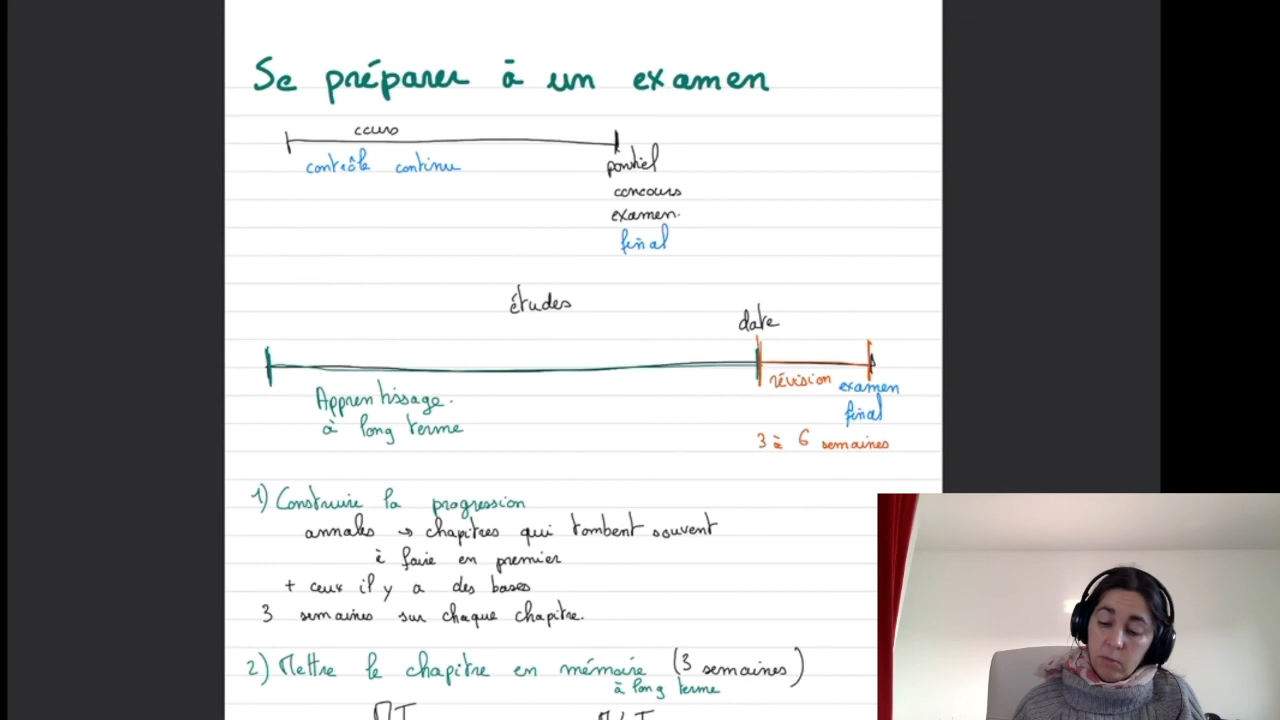 Se préparer à un examen
cours
contrôle continu
partiel
concours
examen.
final
études
date
révision
examen
final
Apprentissage.
à long terme
3 à 6 semaines
1) Construire la progression
annales → chapitres qui tombent souvent
à faire en premier
+ ceux il y a des bases
3 semaines sur chaque chapitre.
2) Mettre le chapitre en mémoire (3 semaines)
à long terme